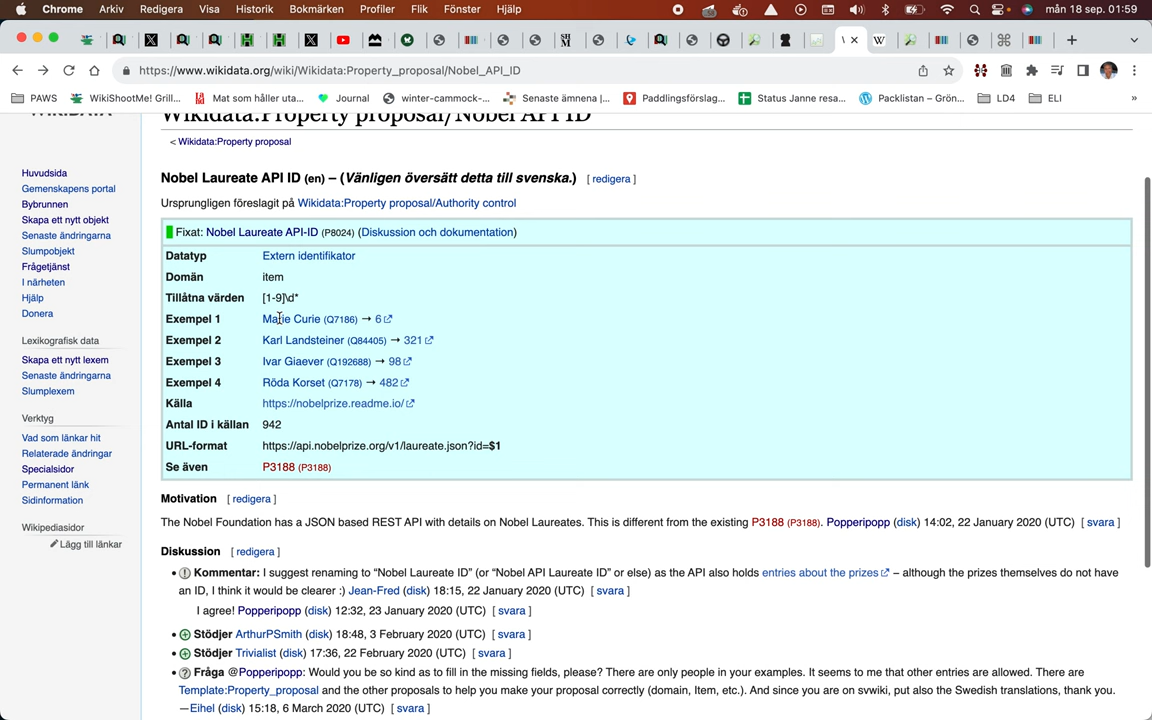 Chrome Arkiv Redigera Visa Historik Bokmärken Profiler Flik Fönster Hjälp mån 18 sep. 01:59
https://www.wikidata.org/wiki/Wikidata:Property_proposal/Nobel_API_ID
PAWS WikiShootMe! Gril... Mat som håller uta... Journal winter-cammock-... Senaste ämnena |... Paddlingsförslag... Status Janne resa... Packlistan – Grön... LD4 ELI »
WIKIDATA
Wikidata:Property proposal/Nobel API ID
< Wikidata:Property proposal
Huvudsida
Gemenskapens portal
Bybrunnen
Skapa ett nytt objekt
Senaste ändringarna
Slumpobjekt
Frågetjänst
I närheten
Hjälp
Donera
Lexikografisk data
Skapa ett nytt lexem
Senaste ändringarna
Slumplexem
Verktyg
Vad som länkar hit
Relaterade ändringar
Specialsidor
Permanent länk
Sidinformation
Wikipediasidor
Lägg till länkar
Nobel Laureate API ID (en) – (Vänligen översätt detta till svenska.) [ redigera ]
Ursprungligen föreslagit på Wikidata:Property proposal/Authority control
Fixat: Nobel Laureate API-ID (P8024) (Diskussion och dokumentation)
Datatyp Extern identifikator
Domän item
Tillåtna värden [1-9]\d*
Exempel 1 Marie Curie (Q7186) → 6
Exempel 2 Karl Landsteiner (Q84405) → 321
Exempel 3 Ivar Giaever (Q192688) → 98
Exempel 4 Röda Korset (Q7178) → 482
Källa https://nobelprize.readme.io/
Antal ID i källan 942
URL-format https://api.nobelprize.org/v1/laureate.json?id=$1
Se även P3188 (P3188)
Motivation [ redigera ]
The Nobel Foundation has a JSON based REST API with details on Nobel Laureates. This is different from the existing P3188 (P3188). Popperipopp (disk) 14:02, 22 January 2020 (UTC) [ svara ]
Diskussion [ redigera ]
• Kommentar: I suggest renaming to “Nobel Laureate ID” (or “Nobel API Laureate ID” or else) as the API also holds entries about the prizes – although the prizes themselves do not have
an ID, I think it would be clearer :) Jean-Fred (disk) 18:15, 22 January 2020 (UTC) [ svara ]
I agree! Popperipopp (disk) 12:32, 23 January 2020 (UTC) [ svara ]
• Stödjer ArthurPSmith (disk) 18:48, 3 February 2020 (UTC) [ svara ]
• Stödjer Trivialist (disk) 17:36, 22 February 2020 (UTC) [ svara ]
• Fråga @Popperipopp: Would you be so kind as to fill in the missing fields, please? There are only people in your examples. It seems to me that other entries are allowed. There are
Template:Property_proposal and the other proposals to help you make your proposal correctly (domain, Item, etc.). And since you are on svwiki, put also the Swedish translations, thank you.
—Eihel (disk) 15:18, 6 March 2020 (UTC) [ svara ]